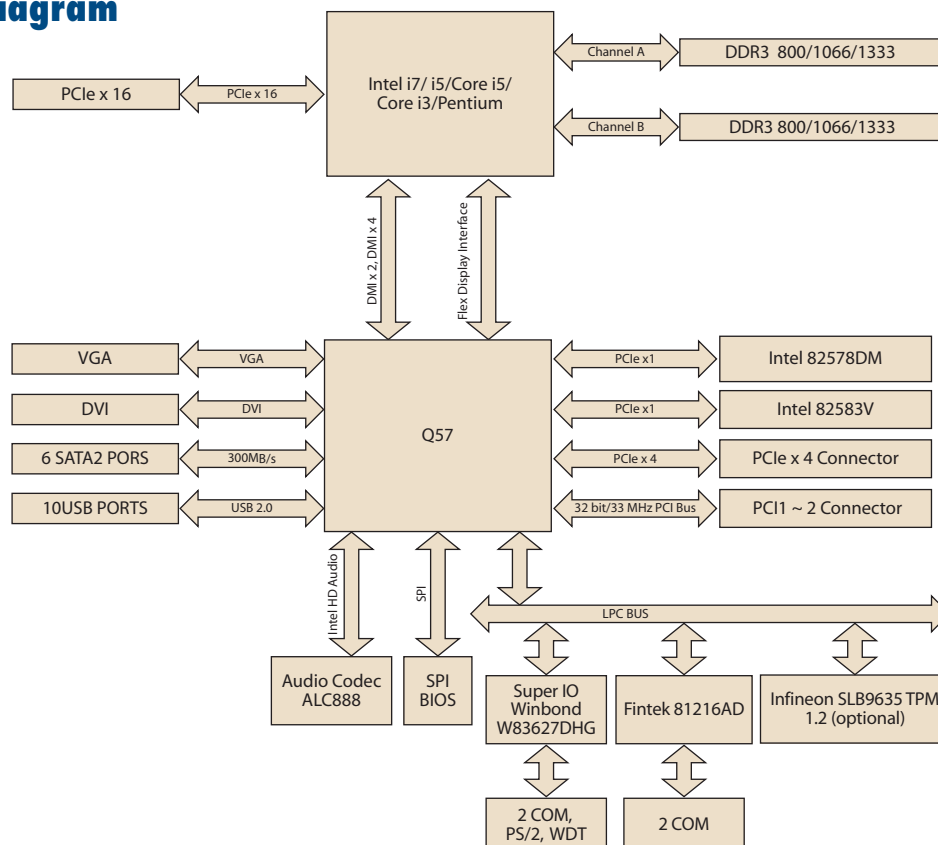 agram
Channel A
DDR3 800/1066/1333
Intel i7/ i5/Core i5/
Core i3/Pentium
PCIe x 16
PCIe x 16
Channel B
DDR3 800/1066/1333
DMI x 2, DMI x 4
Flex Display Interface
VGA
VGA
PCIe x1
Intel 82578DM
DVI
DVI
PCIe x1
Intel 82583V
Q57
6 SATA2 PORS
300MB/s
PCIe x 4
PCIe x 4 Connector
10USB PORTS
USB 2.0
32 bit/33 MHz PCI Bus
PCI1 ~ 2 Connector
Intel HD Audio
SPI
LPC BUS
Audio Codec
ALC888
SPI
BIOS
Super IO
Winbond
W83627DHG
Fintek 81216AD
Infineon SLB9635 TPM
1.2 (optional)
2 COM,
PS/2, WDT
2 COM